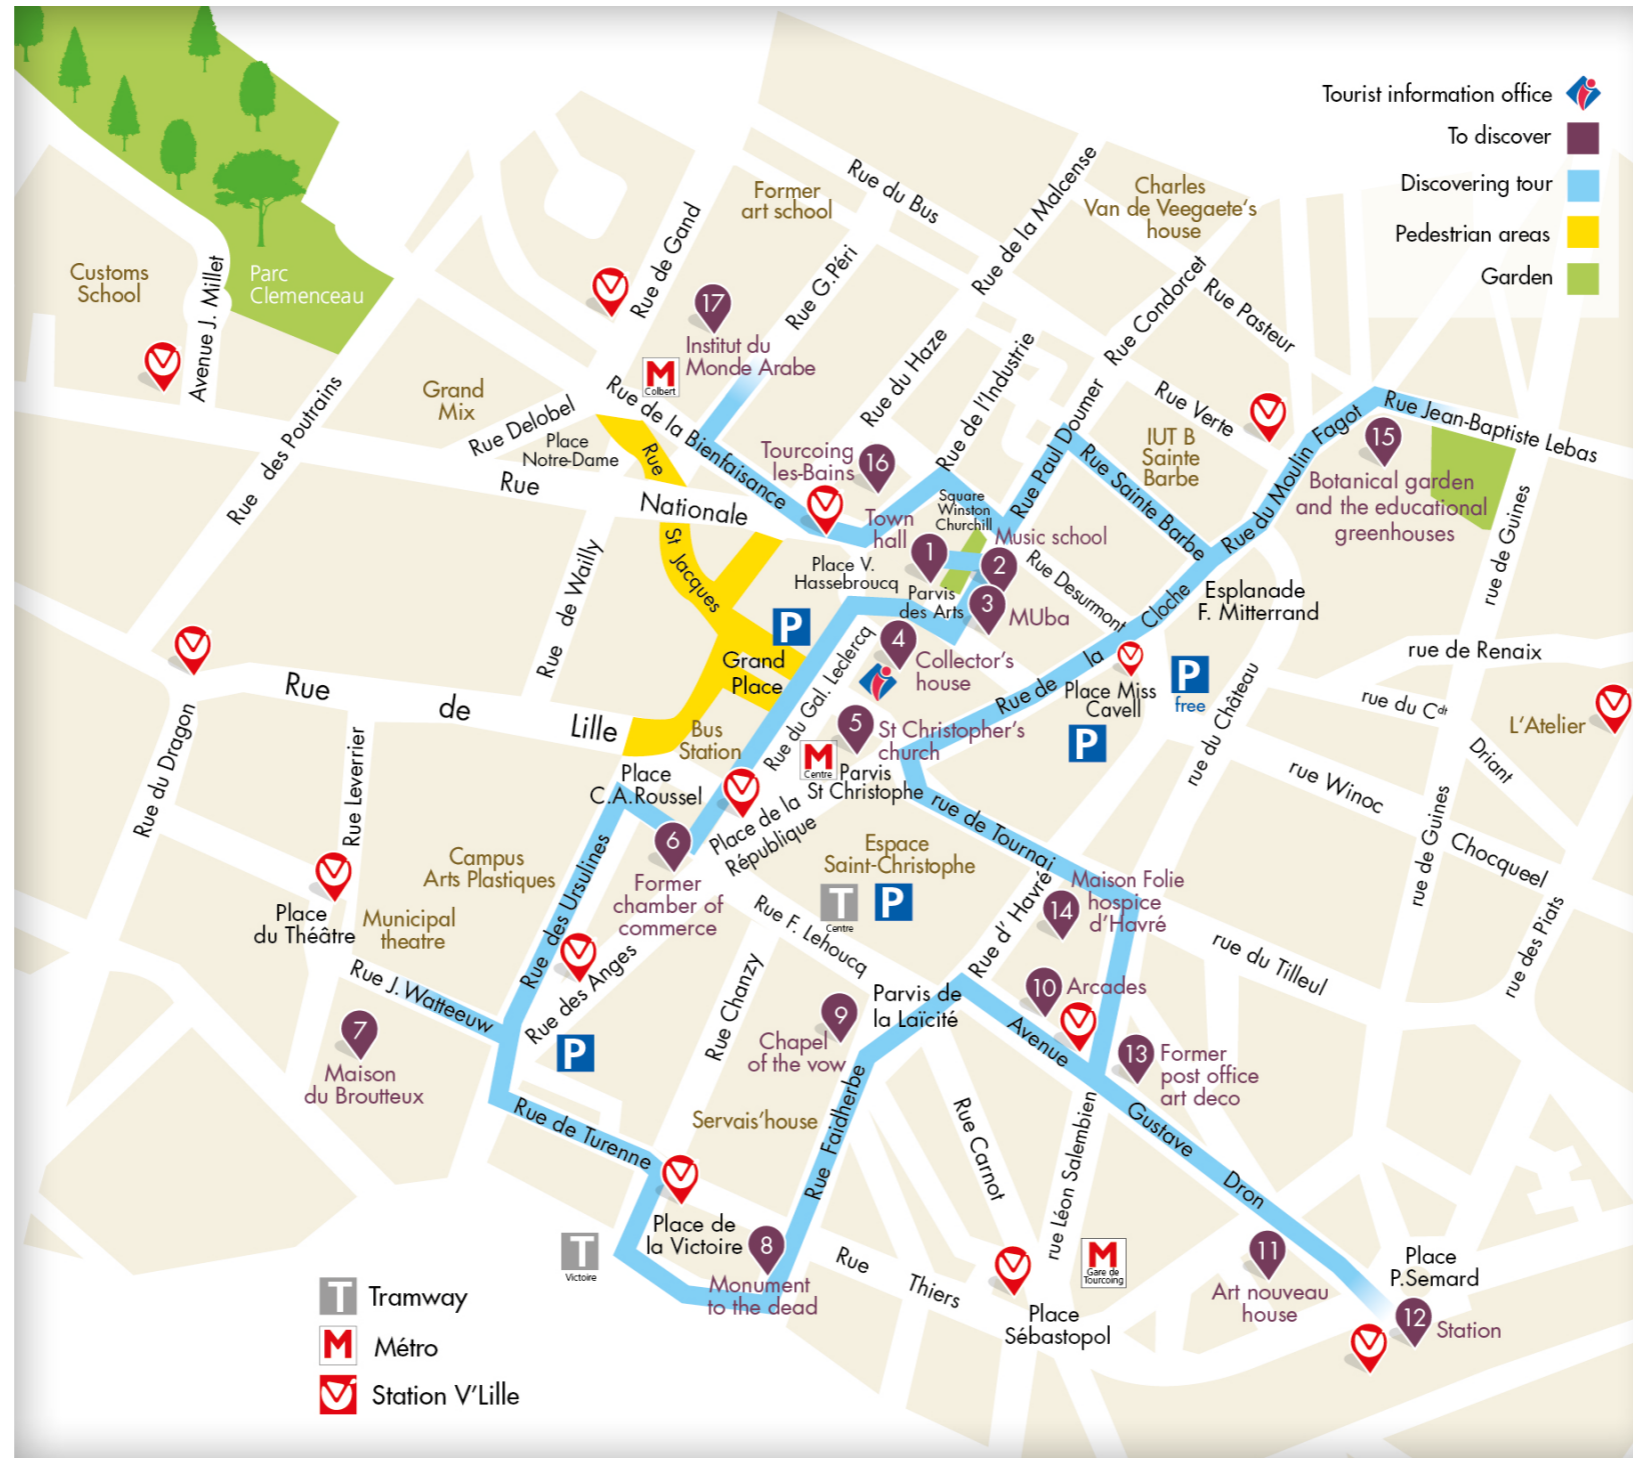 Tourist information office
To discover
Discovering tour
Pedestrian areas
Garden
Rue du Bus
Rue de la Malcense
Charles
Van de Veegaete's
house
Former
art school
Rue de Gand
Rue G.Péri
Rue Condorcet
Rue Pasteur
Customs
School
Avenue J. Millet
Parc
Clemenceau
17
Institut du
Monde Arabe
M
Colbert
Rue du Haze
Rue de l'Industrie
Rue Paul Doumer
Rue Verte
Rue du Moulin Fagot
Rue Jean-Baptiste Lebas
15
Botanical garden
and the educational
greenhouses
IUT B
Sainte
Barbe
Rue Sainte Barbe
Grand
Mix
Rue Delobel
Place
Notre-Dame
Rue des Poutrains
Rue de la Bienfaisance
Tourcoing
les-Bains
16
Rue Nationale
Rue St Jacques
Square
Winston
Churchill
Town
hall
1
Music school
2
3
MUba
Place V.
Hassebroucq
Parvis
des Arts
Rue Desurmont
Rue de la Cloche
Esplanade
F. Mitterrand
rue de Guines
Rue de Wailly
P
Grand
Place
Rue du Gal. Leclercq
4
Collector's
house
Place Miss
Cavell
P
free
P
rue du Château
rue de Renaix
rue du Cdt
Driant
L'Atelier
Rue de Lille
Bus
Station
5
St Christopher's
church
M
Centre
Parvis
St Christophe
Place
C.A.Roussel
Rue du Dragon
Rue Leverrier
Place de la
République
6
Former
chamber of
commerce
Espace
Saint-Christophe
T
Centre
P
rue de Tournai
rue Winoc
Chocqueel
rue de Guines
rue des Piats
Campus
Arts Plastiques
Place
du Théâtre
Municipal
theatre
Rue des Ursulines
Rue F. Lehoucq
Rue d' Havré
Maison Folie
hospice
d'Havré
14
rue du Tilleul
Rue J. Watteeuw
Rue des Anges
Rue Chanzy
P
7
Maison
du Broutteux
9
Chapel
of the vow
Parvis de
la Laïcité
10
Arcades
Avenue Gustave Dron
13
Former
post office
art deco
Rue de Turenne
Servais'house
Rue Faidherbe
Rue Carnot
rue Léon Salembien
Place de
la Victoire
8
Monument
to the dead
T
Victoire
Rue Thiers
M
Gare de
Tourcoing
Place
Sébastopol
11
Art nouveau
house
Place
P.Semard
12
Station
T
Tramway
M
Métro
Station V'Lille